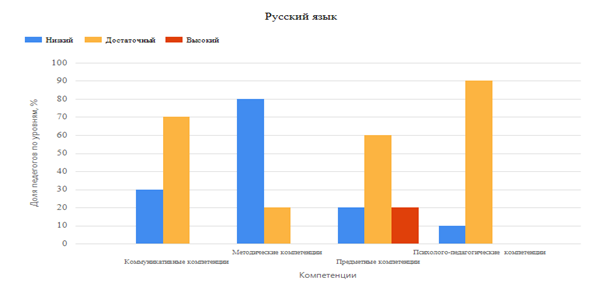 Русский язык
Низкий Достаточный Высокий
Доля педегогов по уровням, %
100
90
80
70
60
50
40
30
20
10
0
Коммуникативные компетенции Методические компетенции Предметные компетенции Психолого-педагогические компетенции
Компетенции